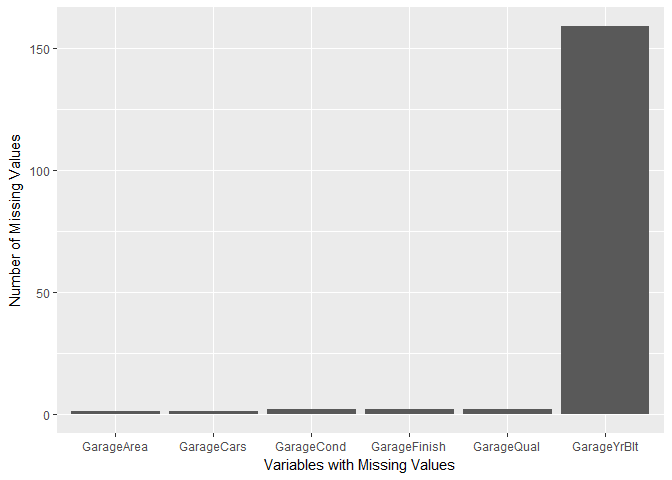 Number of Missing Values
150
100
50
0
GarageArea GarageCars GarageCond GarageFinish GarageQual GarageYrBlt
Variables with Missing Values